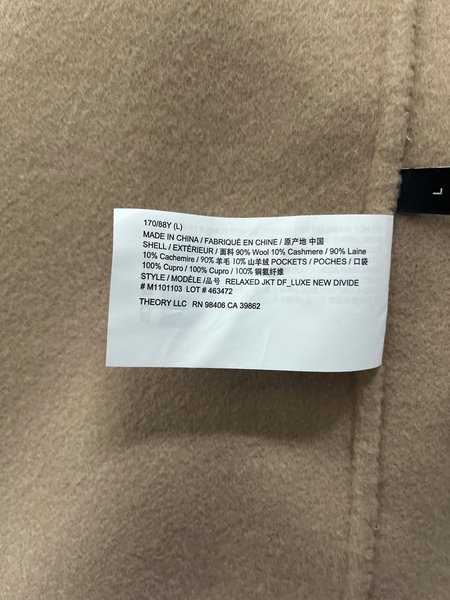 170/88Y (L)
MADE IN CHINA / FABRIQUÉ EN CHINE / 原产地 中国
SHELL / EXTÉRIEUR / 面料 90% Wool 10% Cashmere / 90% Laine
10% Cachemire / 90% 羊毛 10% 山羊绒 POCKETS / POCHES / 口袋
100% Cupro / 100% Cupro / 100% 铜氨纤维
STYLE / MODÈLE /品号 RELAXED JKT DF_LUXE NEW DIVIDE
# M1101103 LOT # 463472
THEORY LLC RN 98406 CA 39862
L